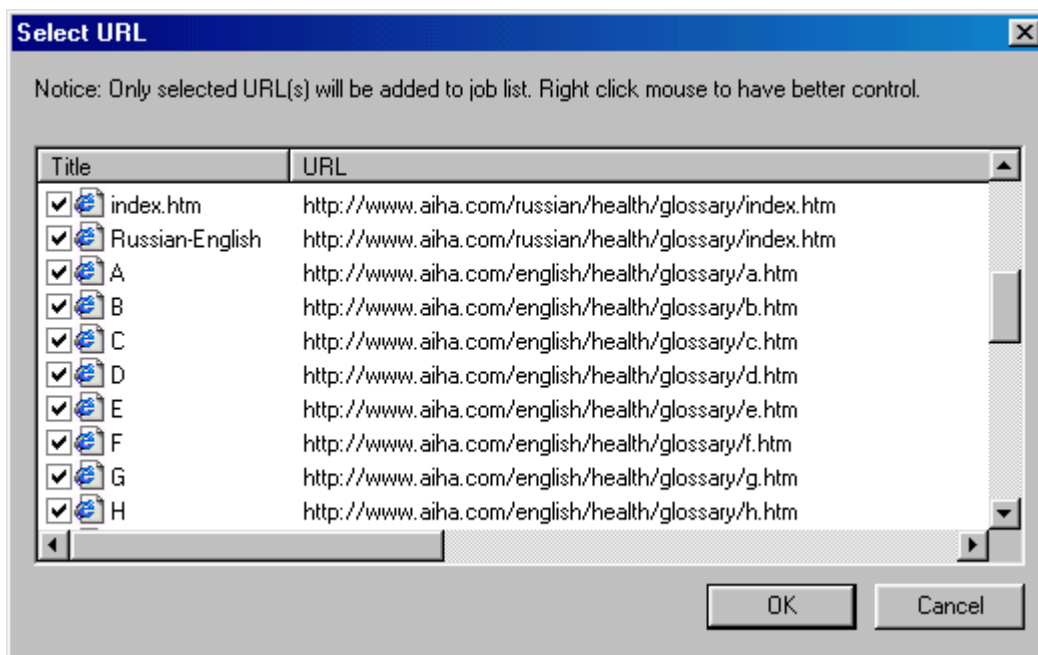 Select URL
Notice: Only selected URL(s) will be added to job list. Right click mouse to have better control.
Title URL
index.htm http://www.aiha.com/russian/health/glossary/index.htm
Russian-English http://www.aiha.com/russian/health/glossary/index.htm
A http://www.aiha.com/english/health/glossary/a.htm
B http://www.aiha.com/english/health/glossary/b.htm
C http://www.aiha.com/english/health/glossary/c.htm
D http://www.aiha.com/english/health/glossary/d.htm
E http://www.aiha.com/english/health/glossary/e.htm
F http://www.aiha.com/english/health/glossary/f.htm
G http://www.aiha.com/english/health/glossary/g.htm
H http://www.aiha.com/english/health/glossary/h.htm
OK Cancel